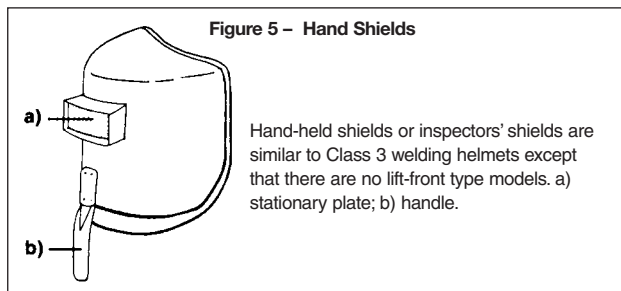 Figure 5 – Hand Shields
a)
b)
Hand-held shields or inspectors' shields are
similar to Class 3 welding helmets except
that there are no lift-front type models. a)
stationary plate; b) handle.